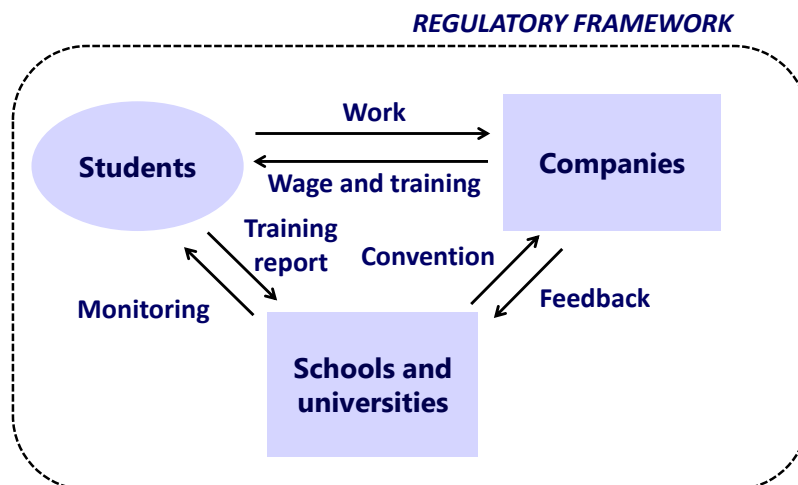 REGULATORY FRAMEWORK
Work
Students
Companies
Wage and training
Training
report
Convention
Monitoring
Feedback
Schools and
universities